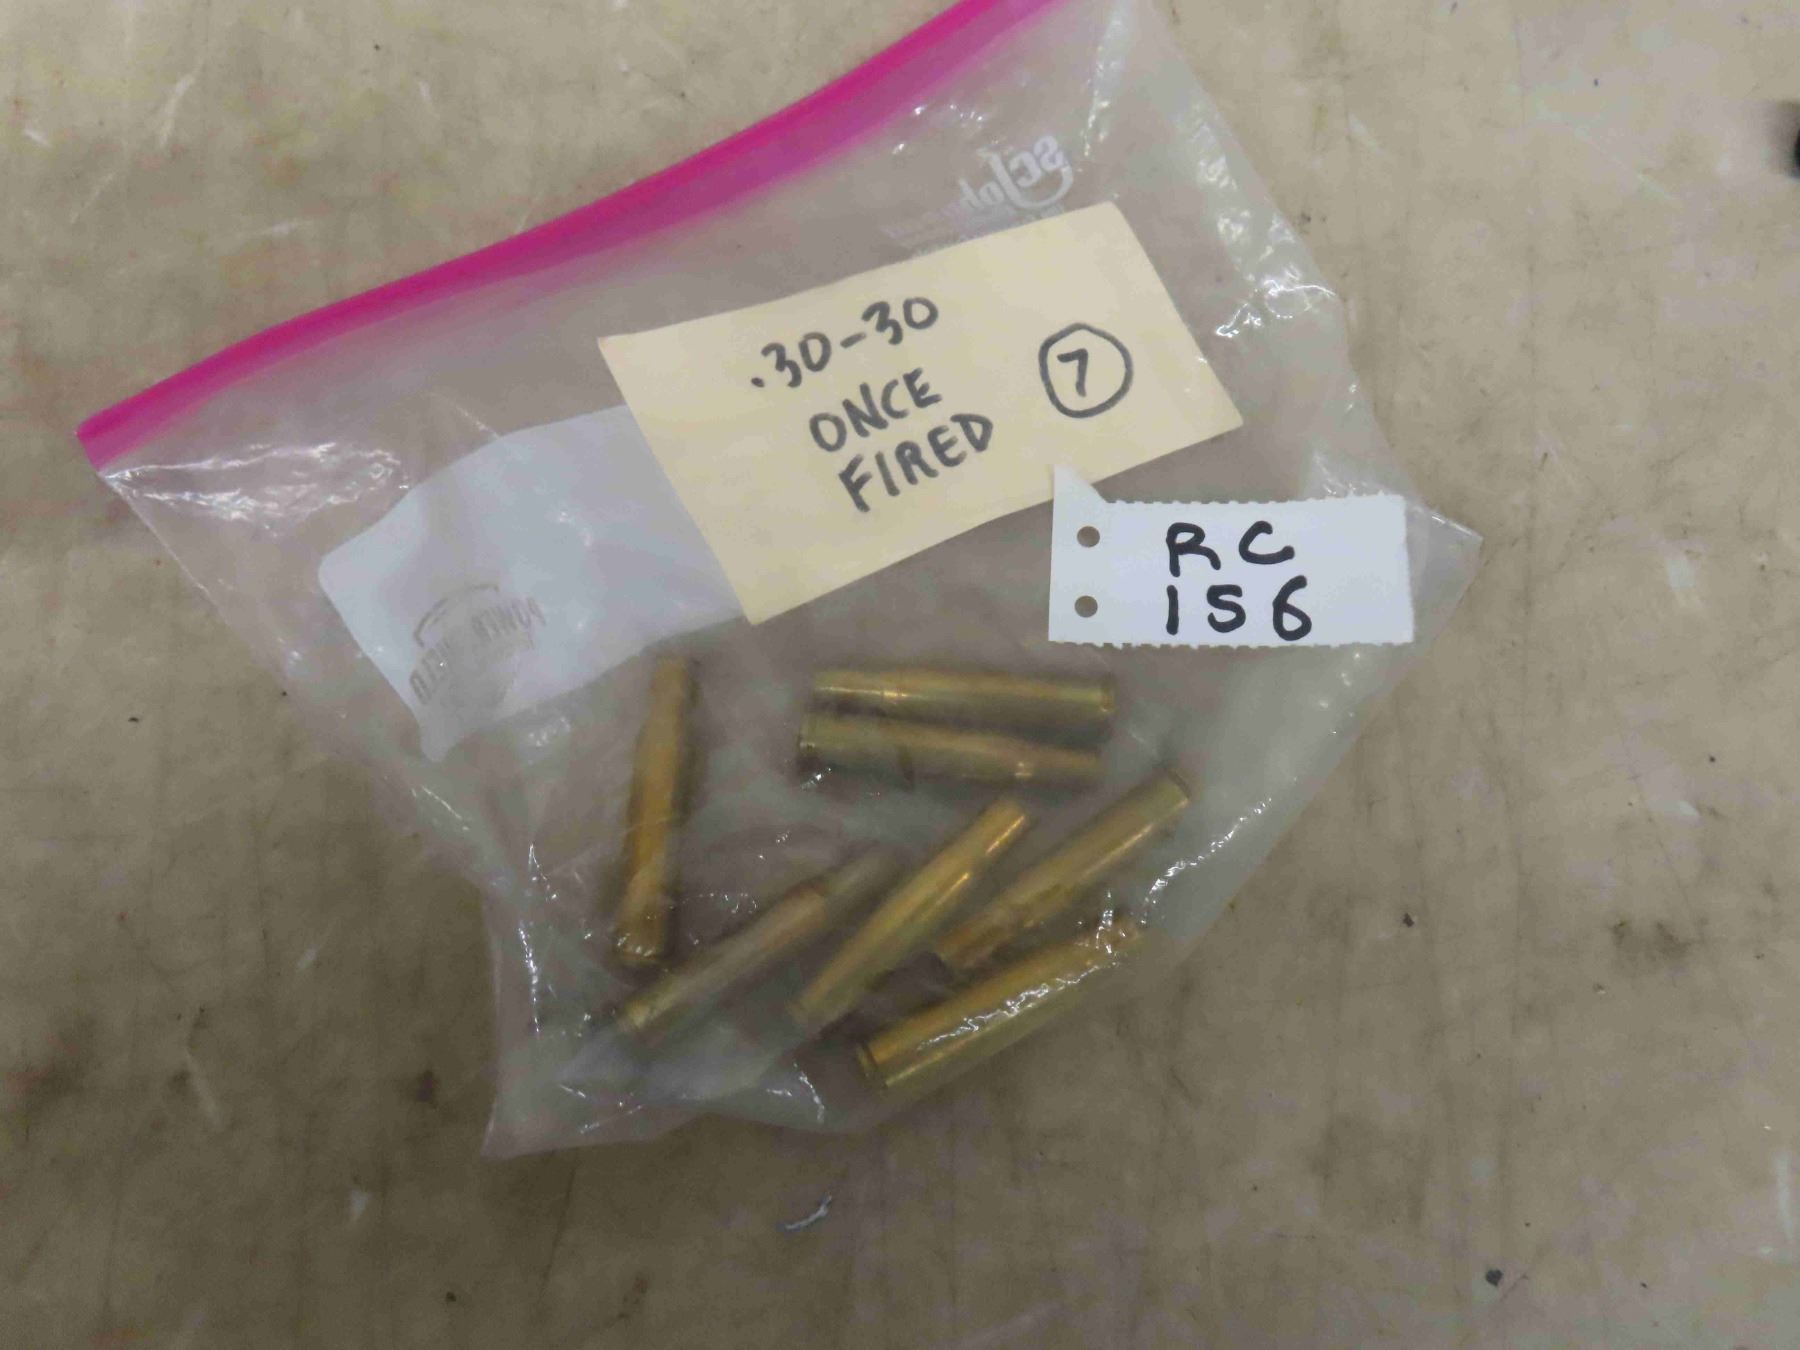 .30-30
ONCE
FIRED
7
RC
156